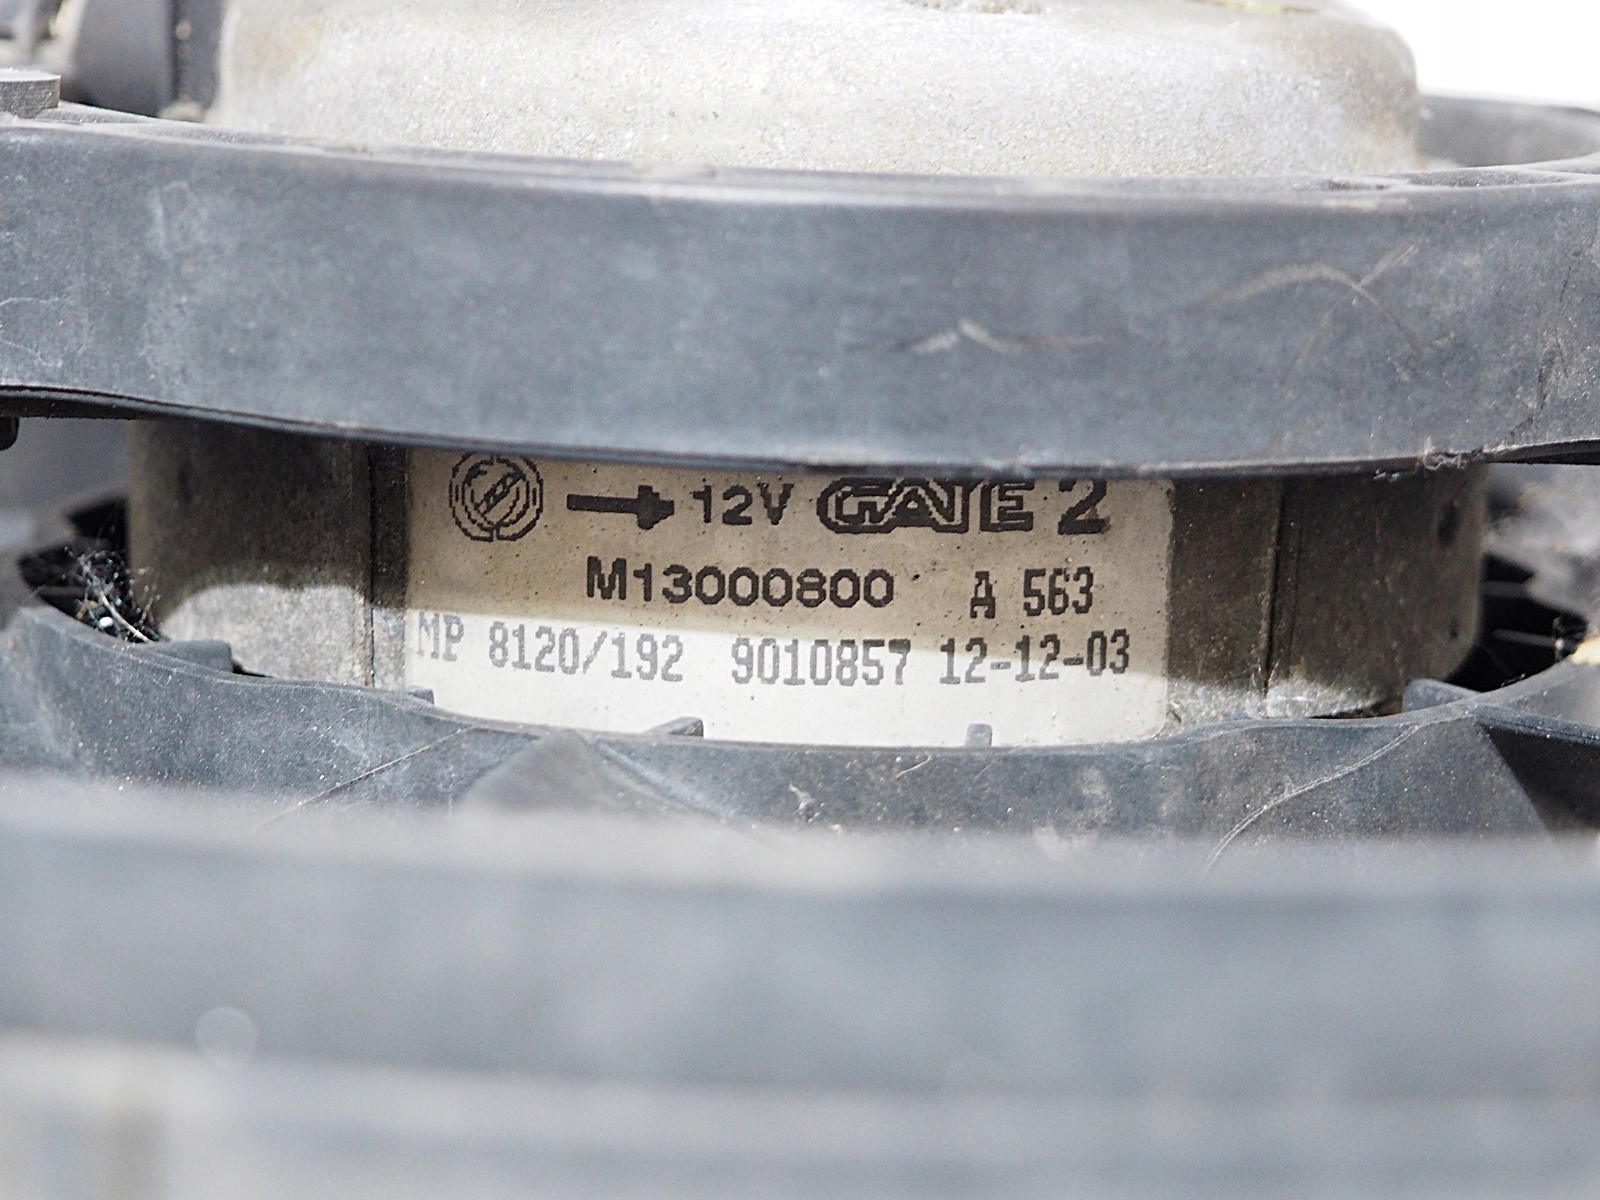 12V GATE 2
M13000800 A 563
MP 8120/192 9010857 12-12-03